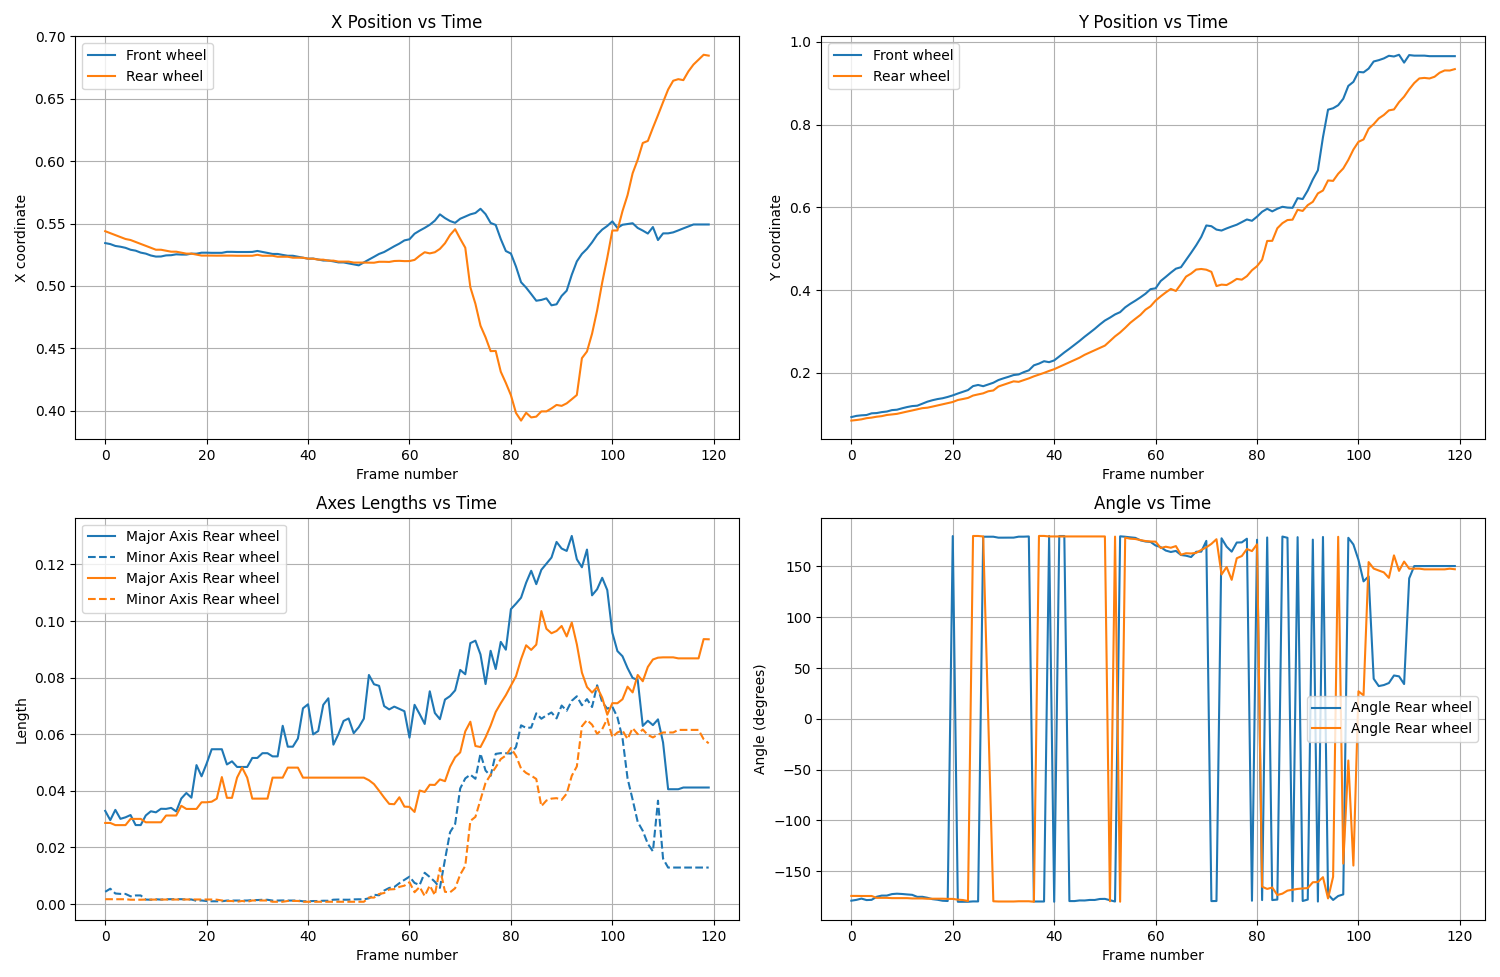 X Position vs Time
Front wheel
Rear wheel
0.70
0.65
0.60
0.55
0.50
0.45
0.40
X coordinate
0 20 40 60 80 100 120
Frame number
Y Position vs Time
Front wheel
Rear wheel
1.0
0.8
0.6
0.4
0.2
Y coordinate
0 20 40 60 80 100 120
Frame number
Axes Lengths vs Time
Major Axis Rear wheel
Minor Axis Rear wheel
Major Axis Rear wheel
Minor Axis Rear wheel
0.12
0.10
0.08
0.06
0.04
0.02
0.00
Length
0 20 40 60 80 100 120
Frame number
Angle vs Time
150
100
50
0
−50
−100
−150
Angle (degrees)
Angle Rear wheel
Angle Rear wheel
0 20 40 60 80 100 120
Frame number